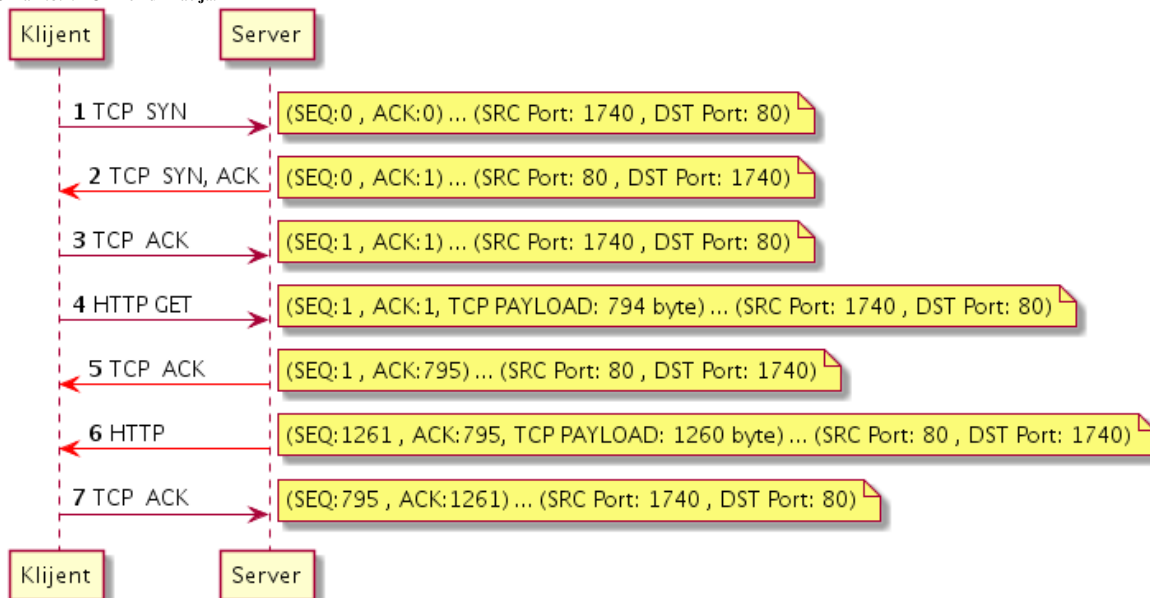 Klijent Server
1 TCP SYN (SEQ:0 , ACK:0) ... (SRC Port: 1740 , DST Port: 80)
2 TCP SYN, ACK (SEQ:0 , ACK:1) ... (SRC Port: 80 , DST Port: 1740)
3 TCP ACK (SEQ:1 , ACK:1) ... (SRC Port: 1740 , DST Port: 80)
4 HTTP GET (SEQ:1 , ACK:1, TCP PAYLOAD: 794 byte) ... (SRC Port: 1740 , DST Port: 80)
5 TCP ACK (SEQ:1 , ACK:795) ... (SRC Port: 80 , DST Port: 1740)
6 HTTP (SEQ:1261 , ACK:795, TCP PAYLOAD: 1260 byte) ... (SRC Port: 80 , DST Port: 1740)
7 TCP ACK (SEQ:795 , ACK:1261) ... (SRC Port: 1740 , DST Port: 80)
Klijent Server